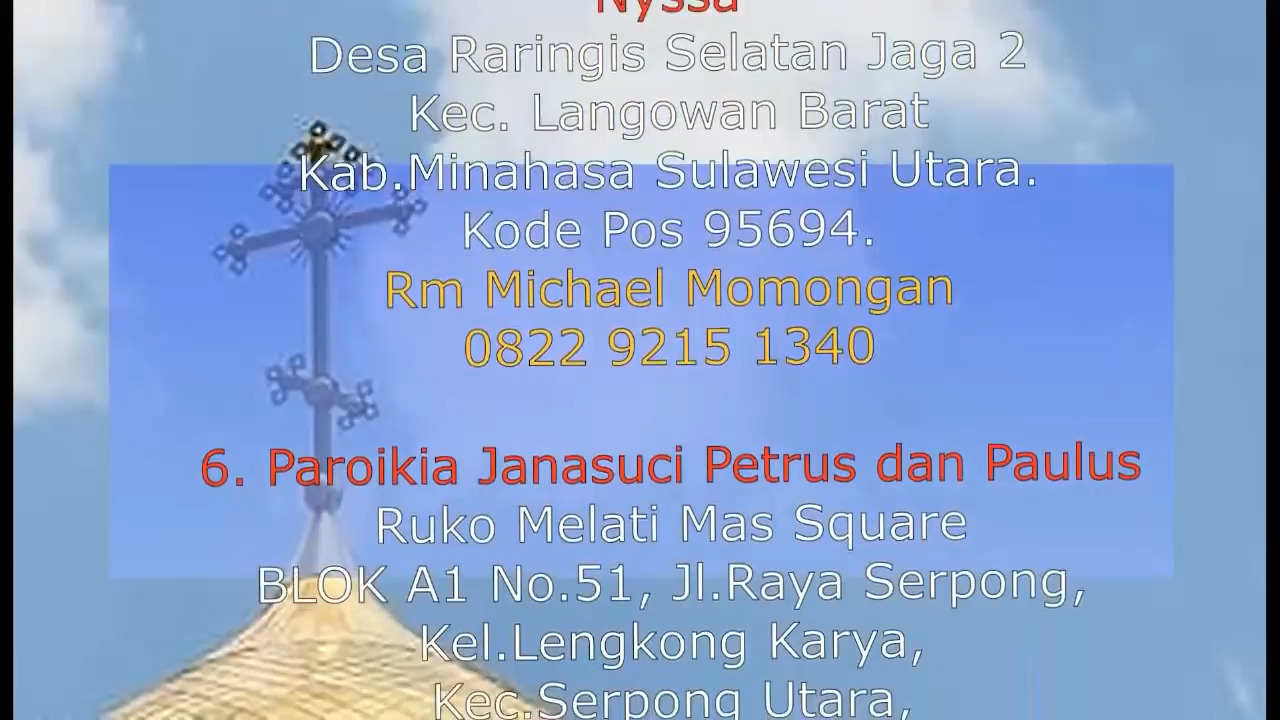 Nyssa
Desa Raringis Selatan Jaga 2
Kec. Langowan Barat
Kab.Minahasa Sulawesi Utara.
Kode Pos 95694.
Rm Michael Momongan
0822 9215 1340
6. Paroikia Janasuci Petrus dan Paulus
Ruko Melati Mas Square
BLOK A1 No.51, Jl.Raya Serpong,
Kel.Lengkong Karya,
Kec.Serpong Utara,